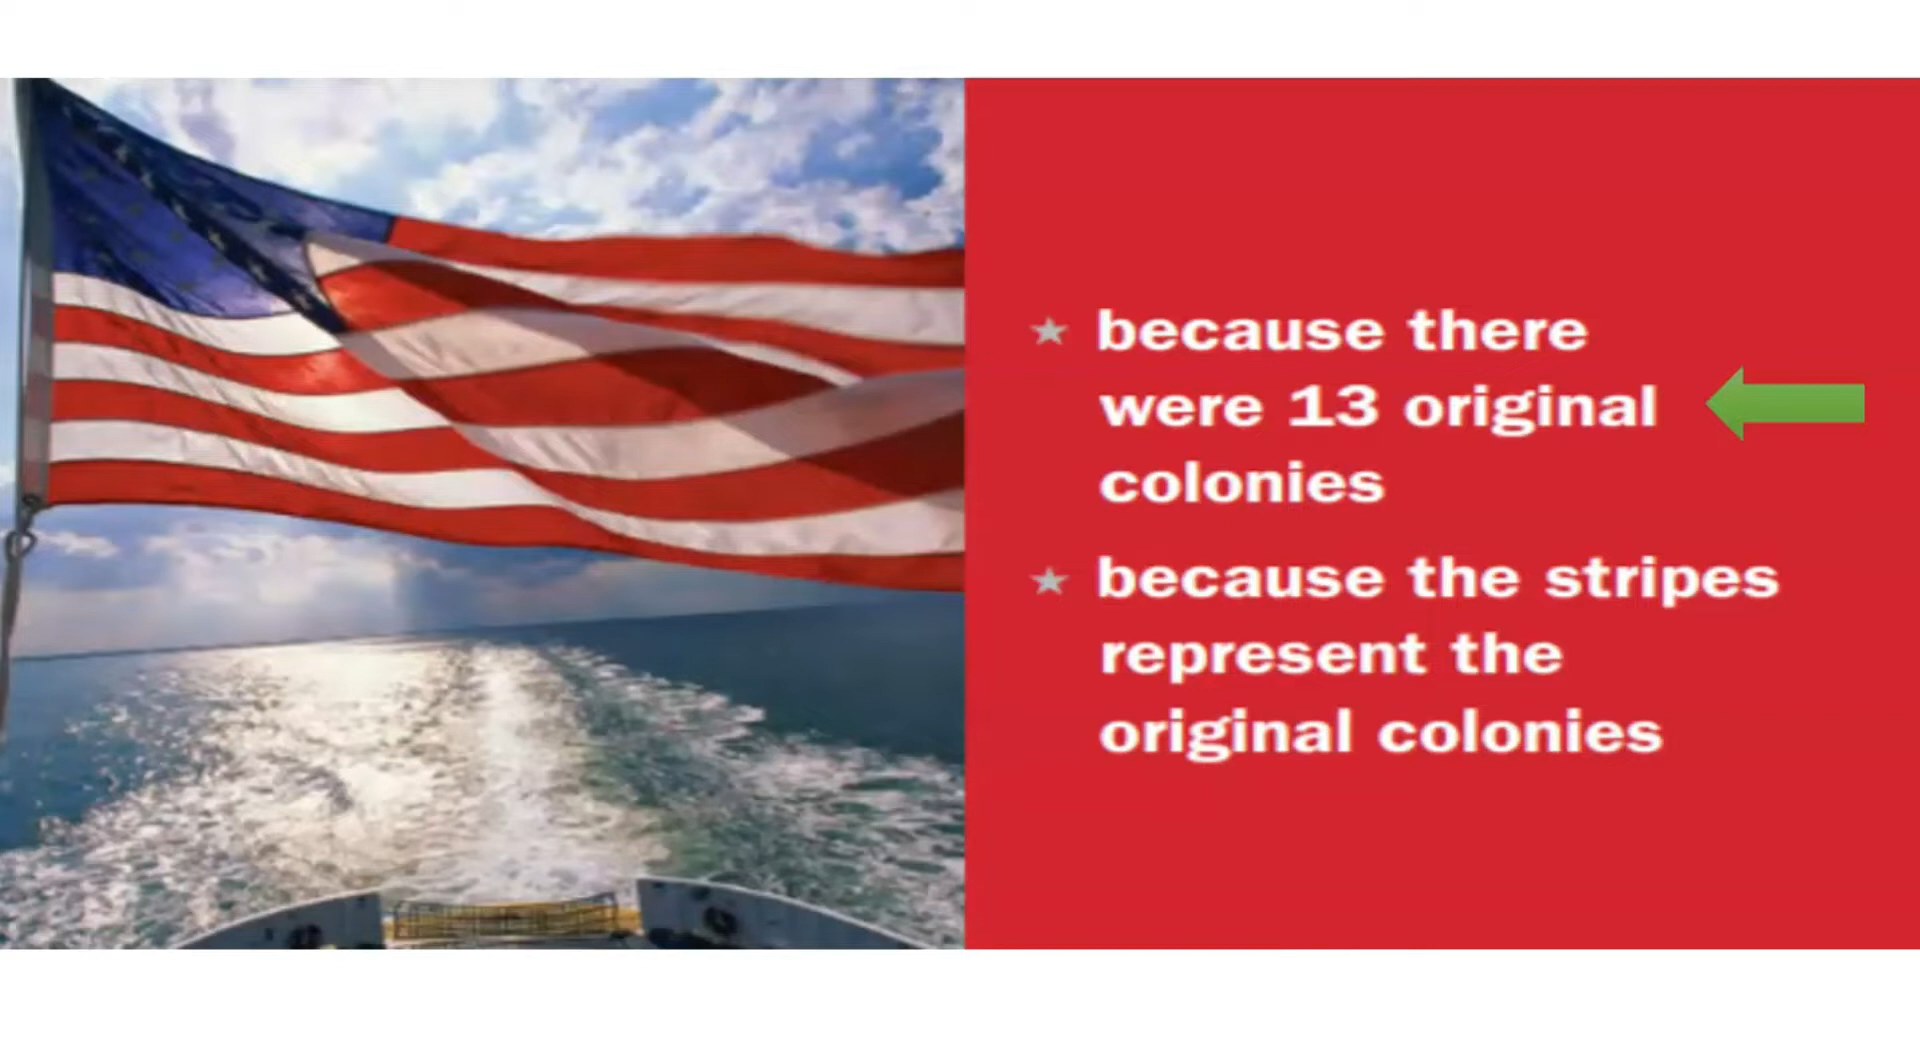 because there
were 13 original
colonies
because the stripes
represent the
original colonies